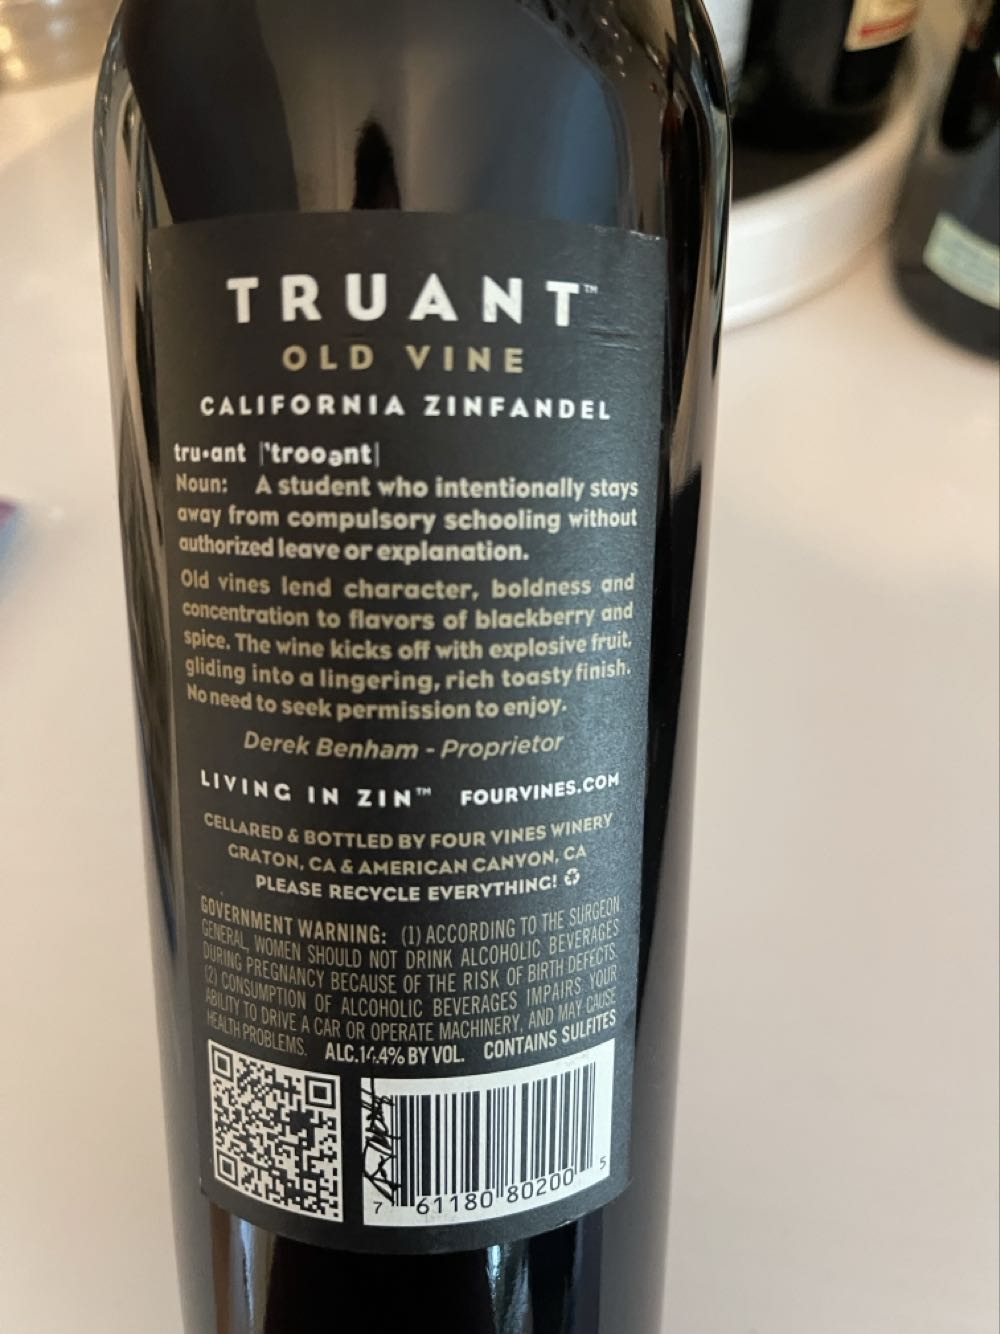 TRUANT™
OLD VINE
CALIFORNIA ZINFANDEL
tru•ant |'trooənt|
Noun: A student who intentionally stays
away from compulsory schooling without
authorized leave or explanation.
Old vines lend character, boldness and
concentration to flavors of blackberry and
spice. The wine kicks off with explosive fruit,
gliding into a lingering, rich toasty finish.
No need to seek permission to enjoy.
Derek Benham - Proprietor
LIVING IN ZIN™ FOURVINES.COM
CELLARED & BOTTLED BY FOUR VINES WINERY
GRATON, CA & AMERICAN CANYON, CA
PLEASE RECYCLE EVERYTHING!
GOVERNMENT WARNING: (1) ACCORDING TO THE SURGEON
GENERAL, WOMEN SHOULD NOT DRINK ALCOHOLIC BEVERAGES
DURING PREGNANCY BECAUSE OF THE RISK OF BIRTH DEFECTS.
(2) CONSUMPTION OF ALCOHOLIC BEVERAGES IMPAIRS YOUR
ABILITY TO DRIVE A CAR OR OPERATE MACHINERY, AND MAY CAUSE
HEALTH PROBLEMS. ALC.14.4% BY VOL. CONTAINS SULFITES
7 61180 80200 5